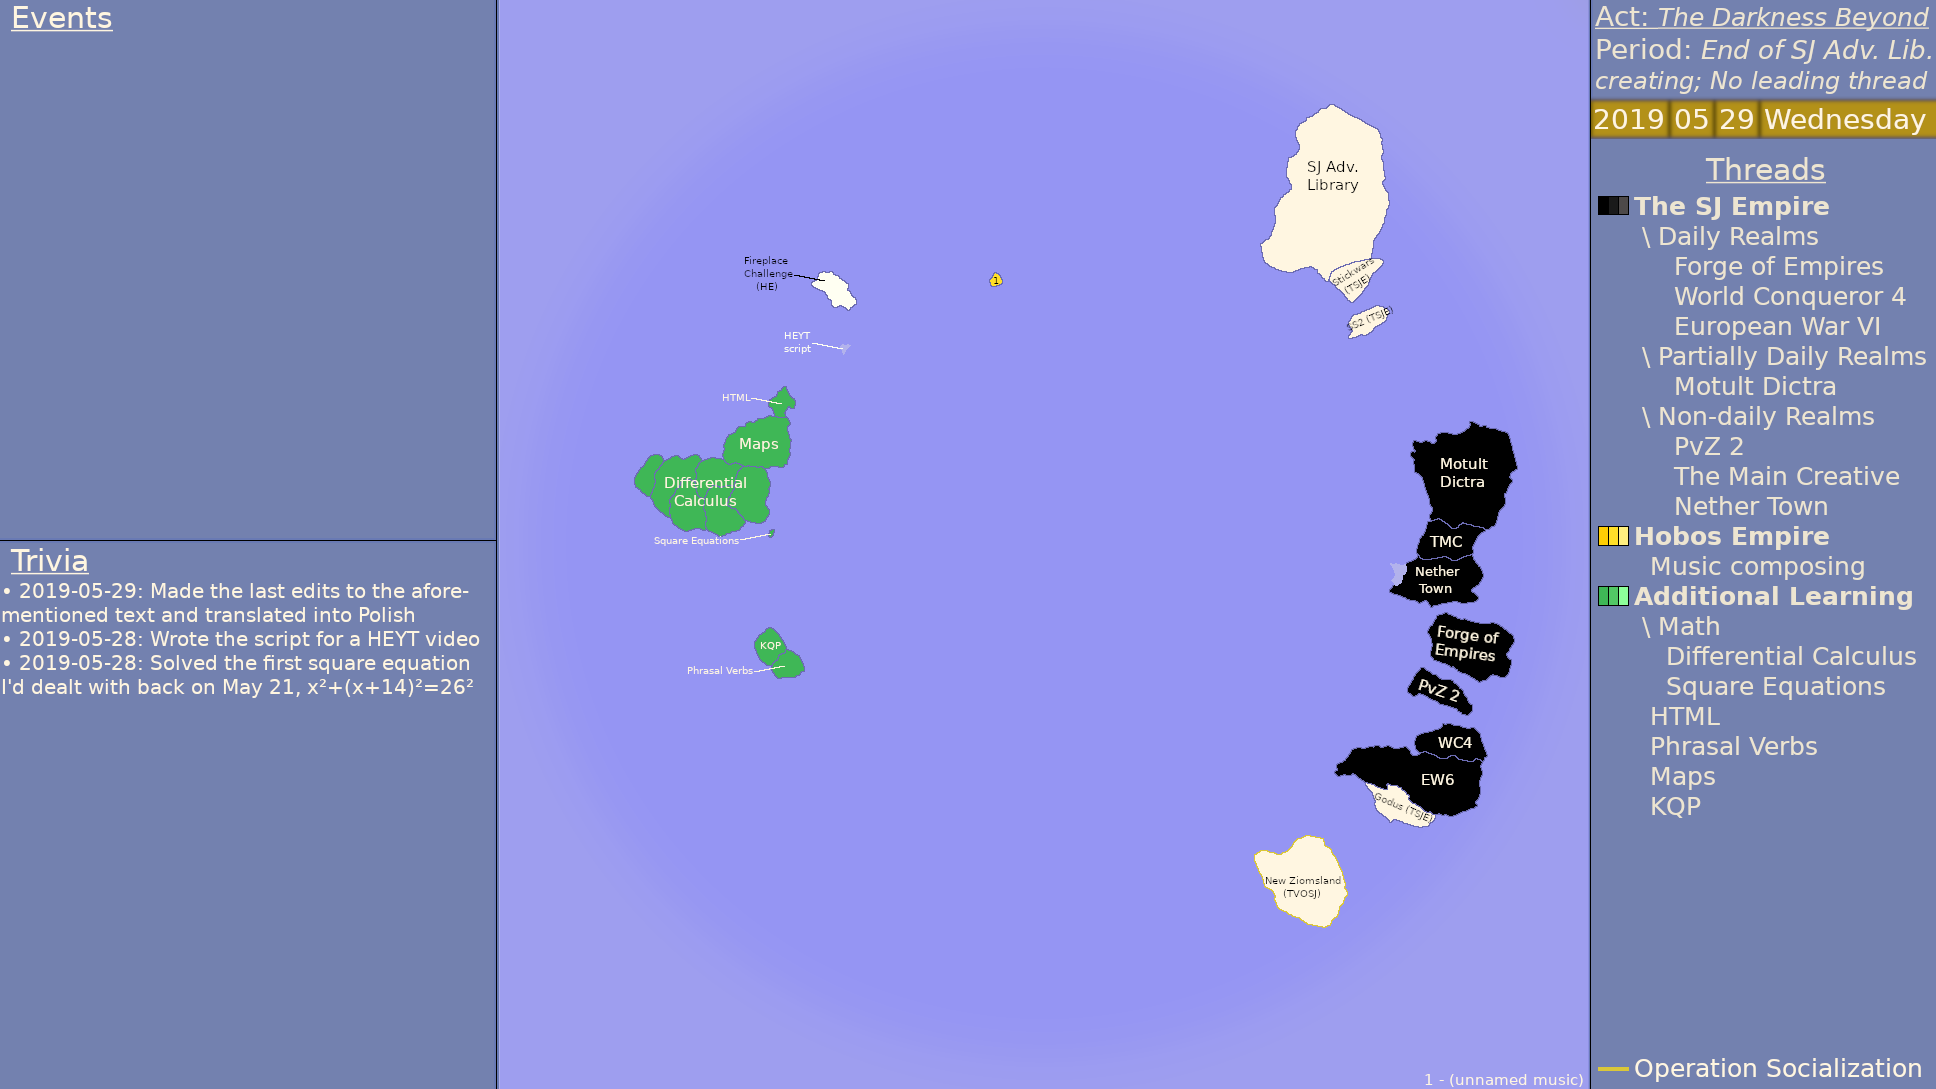 Events
Trivia
• 2019-05-29: Made the last edits to the afore-
mentioned text and translated into Polish
• 2019-05-28: Wrote the script for a HEYT video
• 2019-05-28: Solved the first square equation
I'd dealt with back on May 21, x²+(x+14)²=26²
SJ Adv.
Library
Stickwars
(TSJE)
SS2 (TSJE)
Fireplace
Challenge
(HE)
1
HEYT
script
HTML
Maps
Differential
Calculus
Square Equations
KQP
Phrasal Verbs
Motult
Dictra
TMC
Nether
Town
Forge of
Empires
PvZ 2
WC4
EW6
Godus (TSJE)
New Ziomsland
(TVOSJ)
1 - (unnamed music)
Act: The Darkness Beyond
Period: End of SJ Adv. Lib.
creating; No leading thread
2019 05 29 Wednesday
Threads
The SJ Empire
\ Daily Realms
Forge of Empires
World Conqueror 4
European War VI
\ Partially Daily Realms
Motult Dictra
\ Non-daily Realms
PvZ 2
The Main Creative
Nether Town
Hobos Empire
Music composing
Additional Learning
\ Math
Differential Calculus
Square Equations
HTML
Phrasal Verbs
Maps
KQP
Operation Socialization